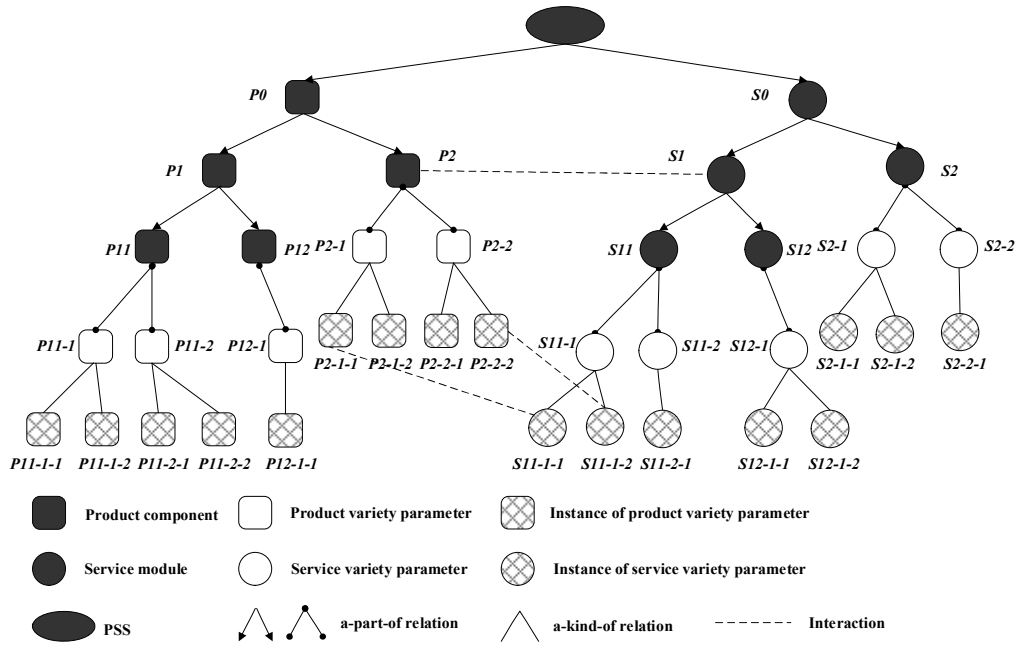 P0
S0
P1
P2
S1
S2
P11
P12
P2-1
P2-2
S11
S12
S2-1
S2-2
P11-1
P11-2
P12-1
P2-1-1
P2-1-2
P2-2-1
P2-2-2
S11-1
S11-2
S12-1
S2-1-1
S2-1-2
S2-2-1
P11-1-1
P11-1-2
P11-2-1
P11-2-2
P12-1-1
S11-1-1
S11-1-2
S11-2-1
S12-1-1
S12-1-2
Product component
Product variety parameter
Instance of product variety parameter
Service module
Service variety parameter
Instance of service variety parameter
PSS
a-part-of relation
a-kind-of relation
Interaction